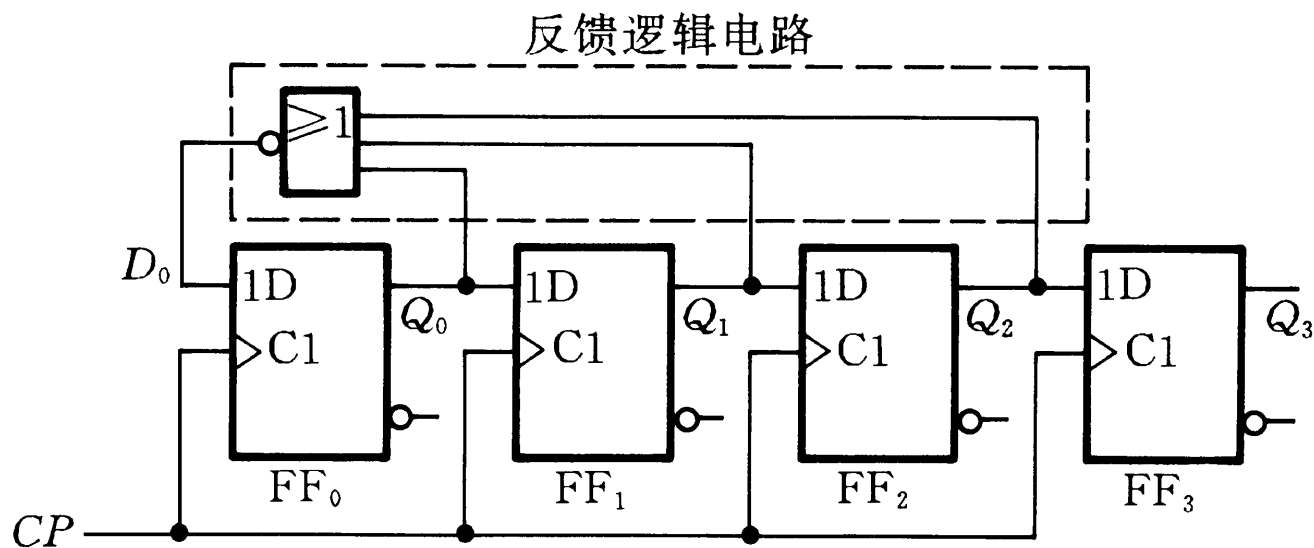 反馈逻辑电路
≥1
D₀ 1D Q₀ 1D Q₁ 1D Q₂ 1D Q₃
C1 C1 C1 C1
FF₀ FF₁ FF₂ FF₃
CP